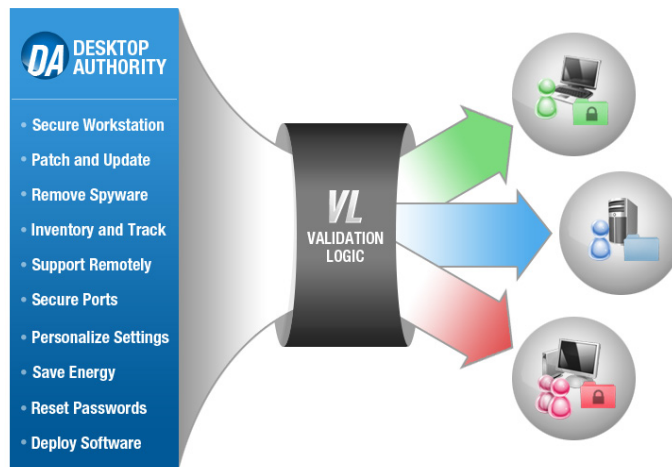 DA DESKTOP
AUTHORITY
• Secure Workstation
• Patch and Update
• Remove Spyware
• Inventory and Track
• Support Remotely
• Secure Ports
• Personalize Settings
• Save Energy
• Reset Passwords
• Deploy Software
VL
VALIDATION
LOGIC